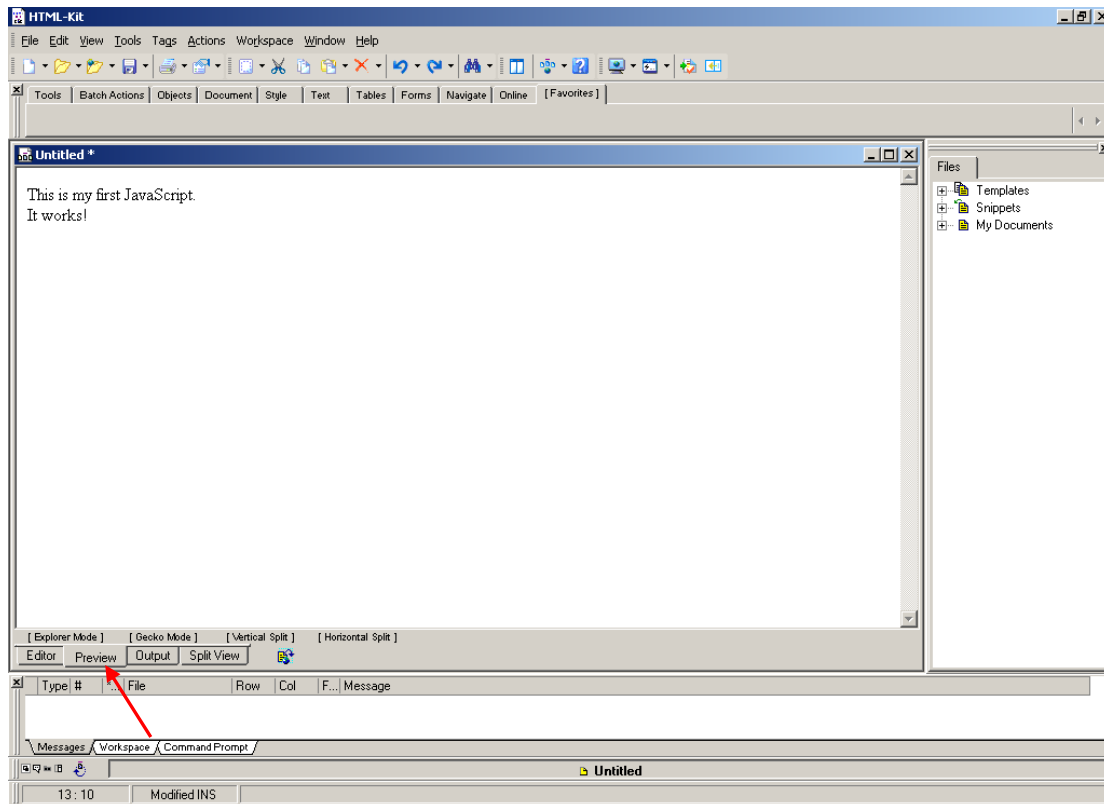 HTML-Kit
File Edit View Tools Tags Actions Workspace Window Help
Tools Batch Actions Objects Document Style Text Tables Forms Navigate Online [Favorites]
Untitled *
This is my first JavaScript.
It works!
Files
Templates
Snippets
My Documents
[ Explorer Mode ] [ Gecko Mode ] [ Vertical Split ] [ Horizontal Split ]
Editor Preview Output Split View
Type # *... File Row Col F... Message
Messages Workspace Command Prompt
Untitled
13 : 10 Modified INS